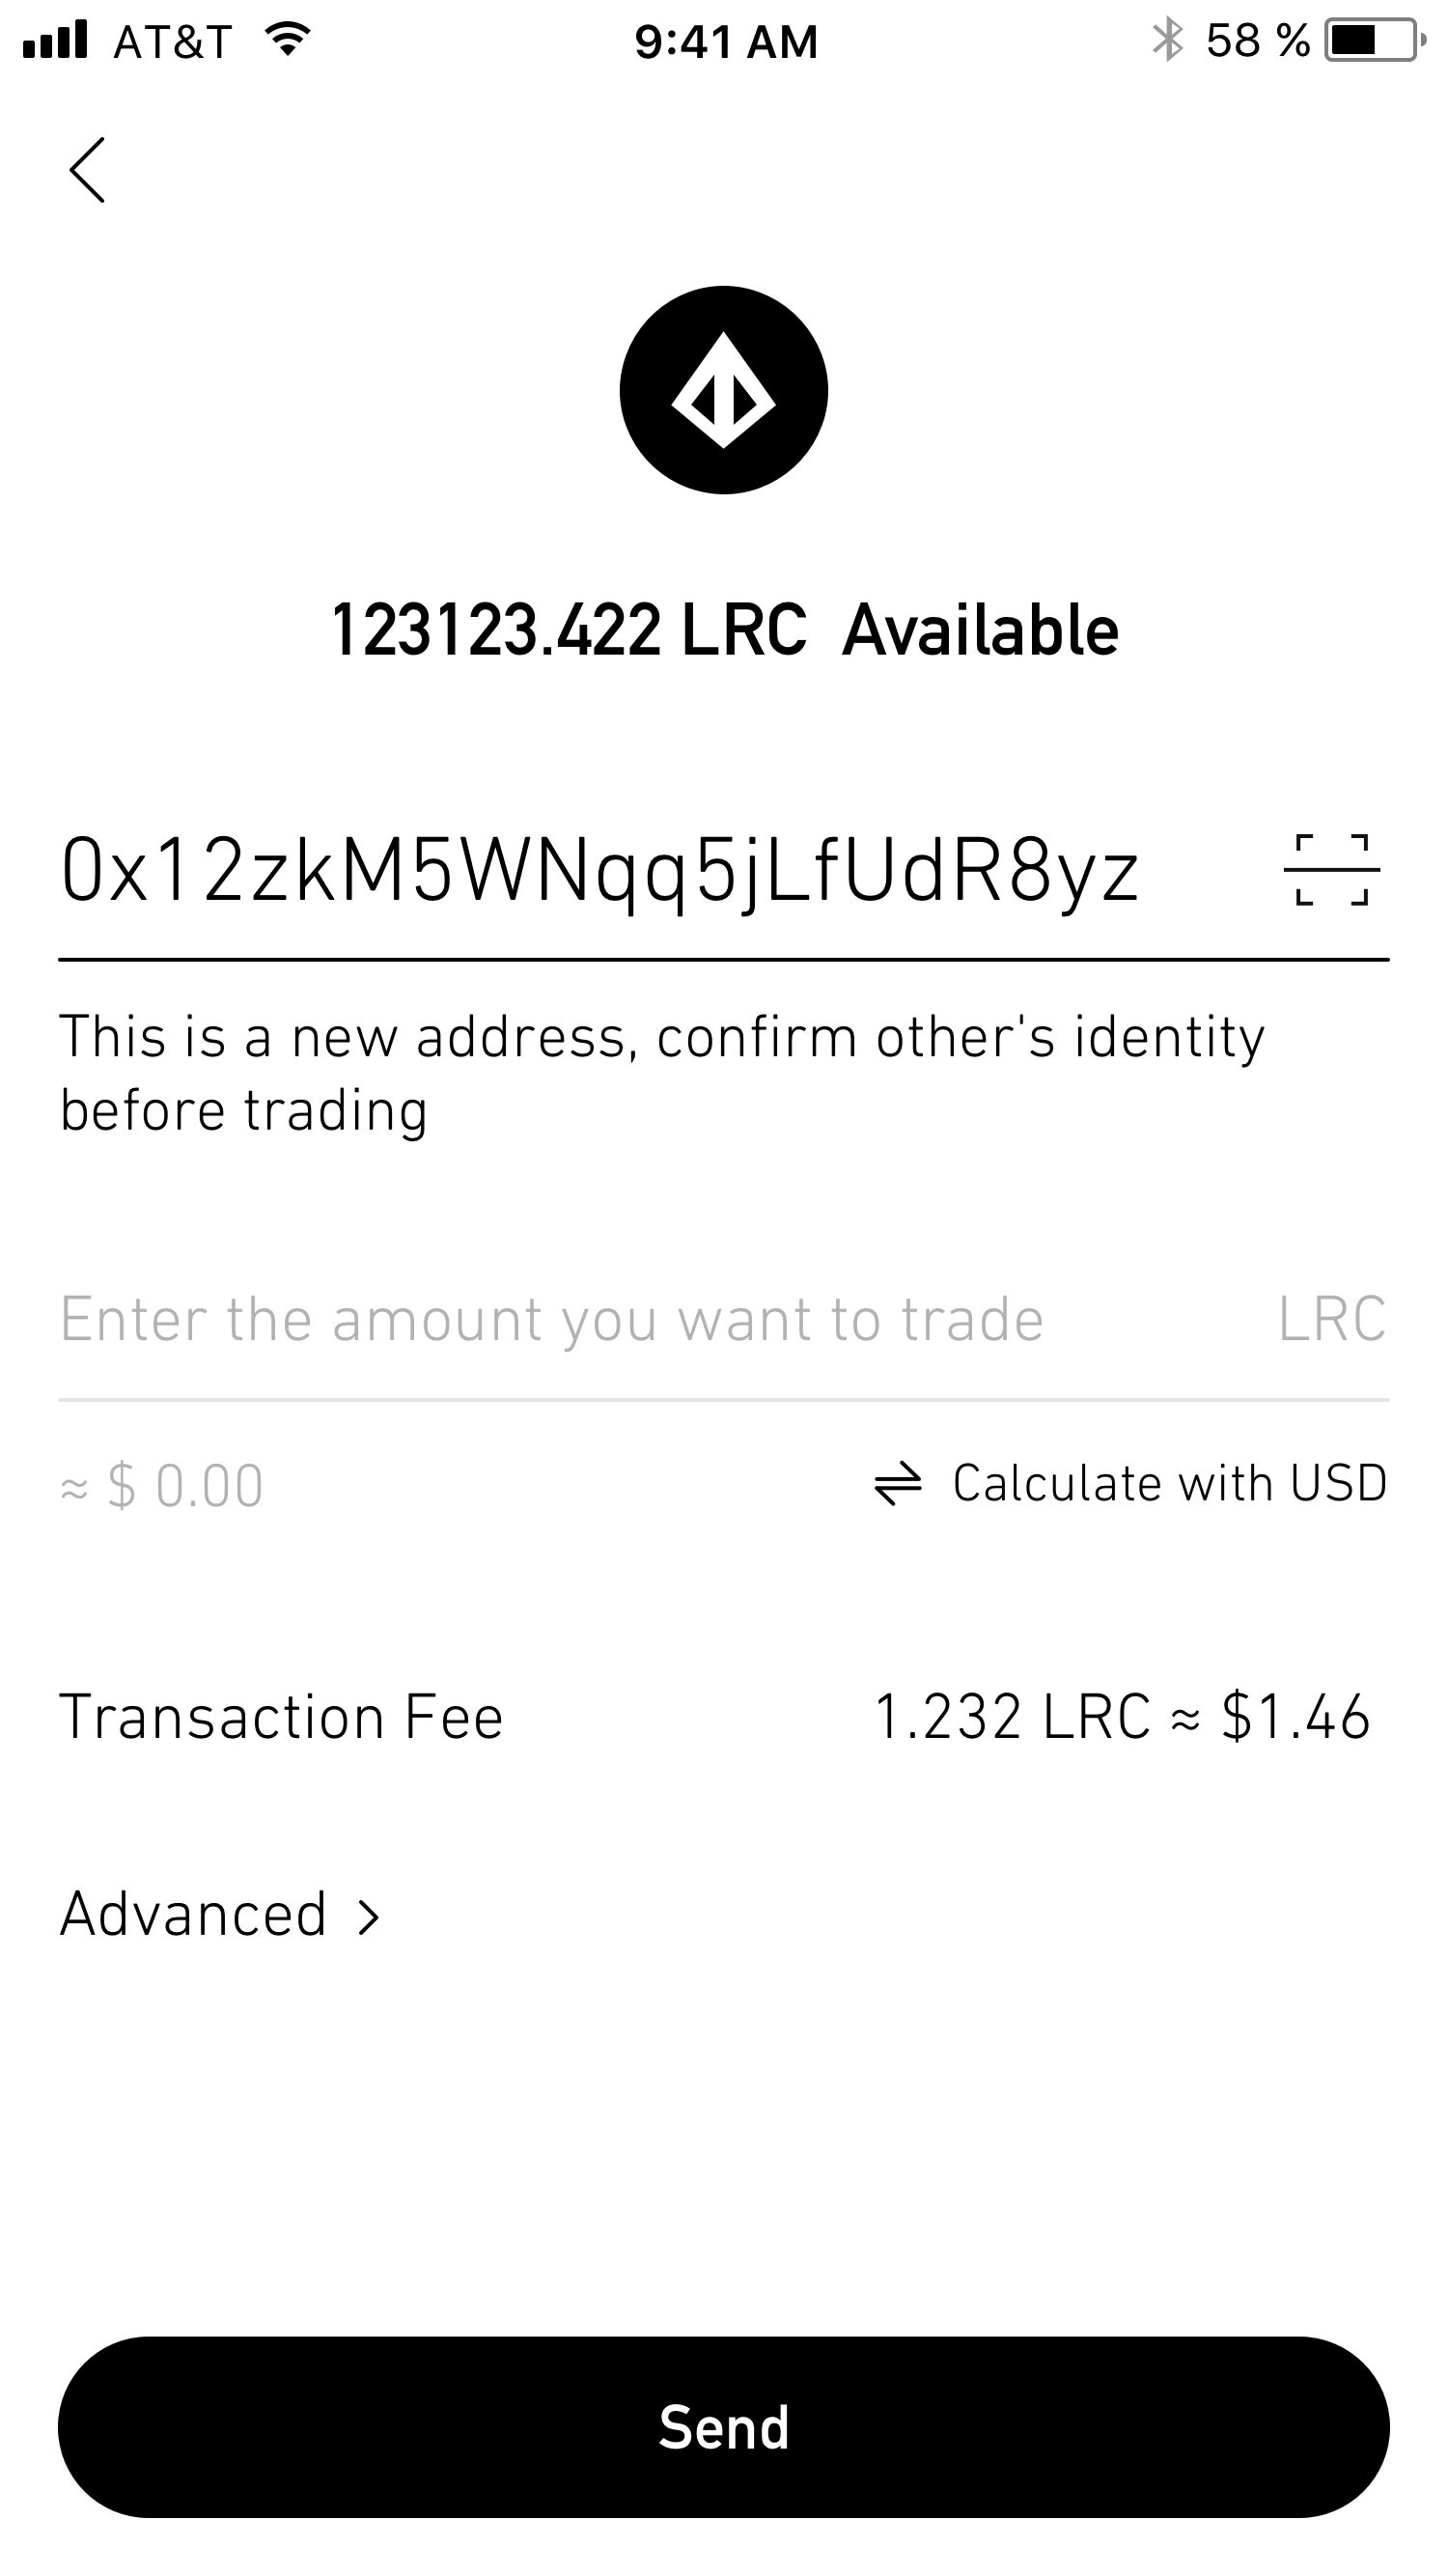 AT&T 9:41 AM 58 %
123123.422 LRC Available
0x12zkM5WNqq5jLfUdR8yz
This is a new address, confirm other's identity
before trading
Enter the amount you want to trade LRC
≈ $ 0.00 Calculate with USD
Transaction Fee 1.232 LRC ≈ $1.46
Advanced
Send